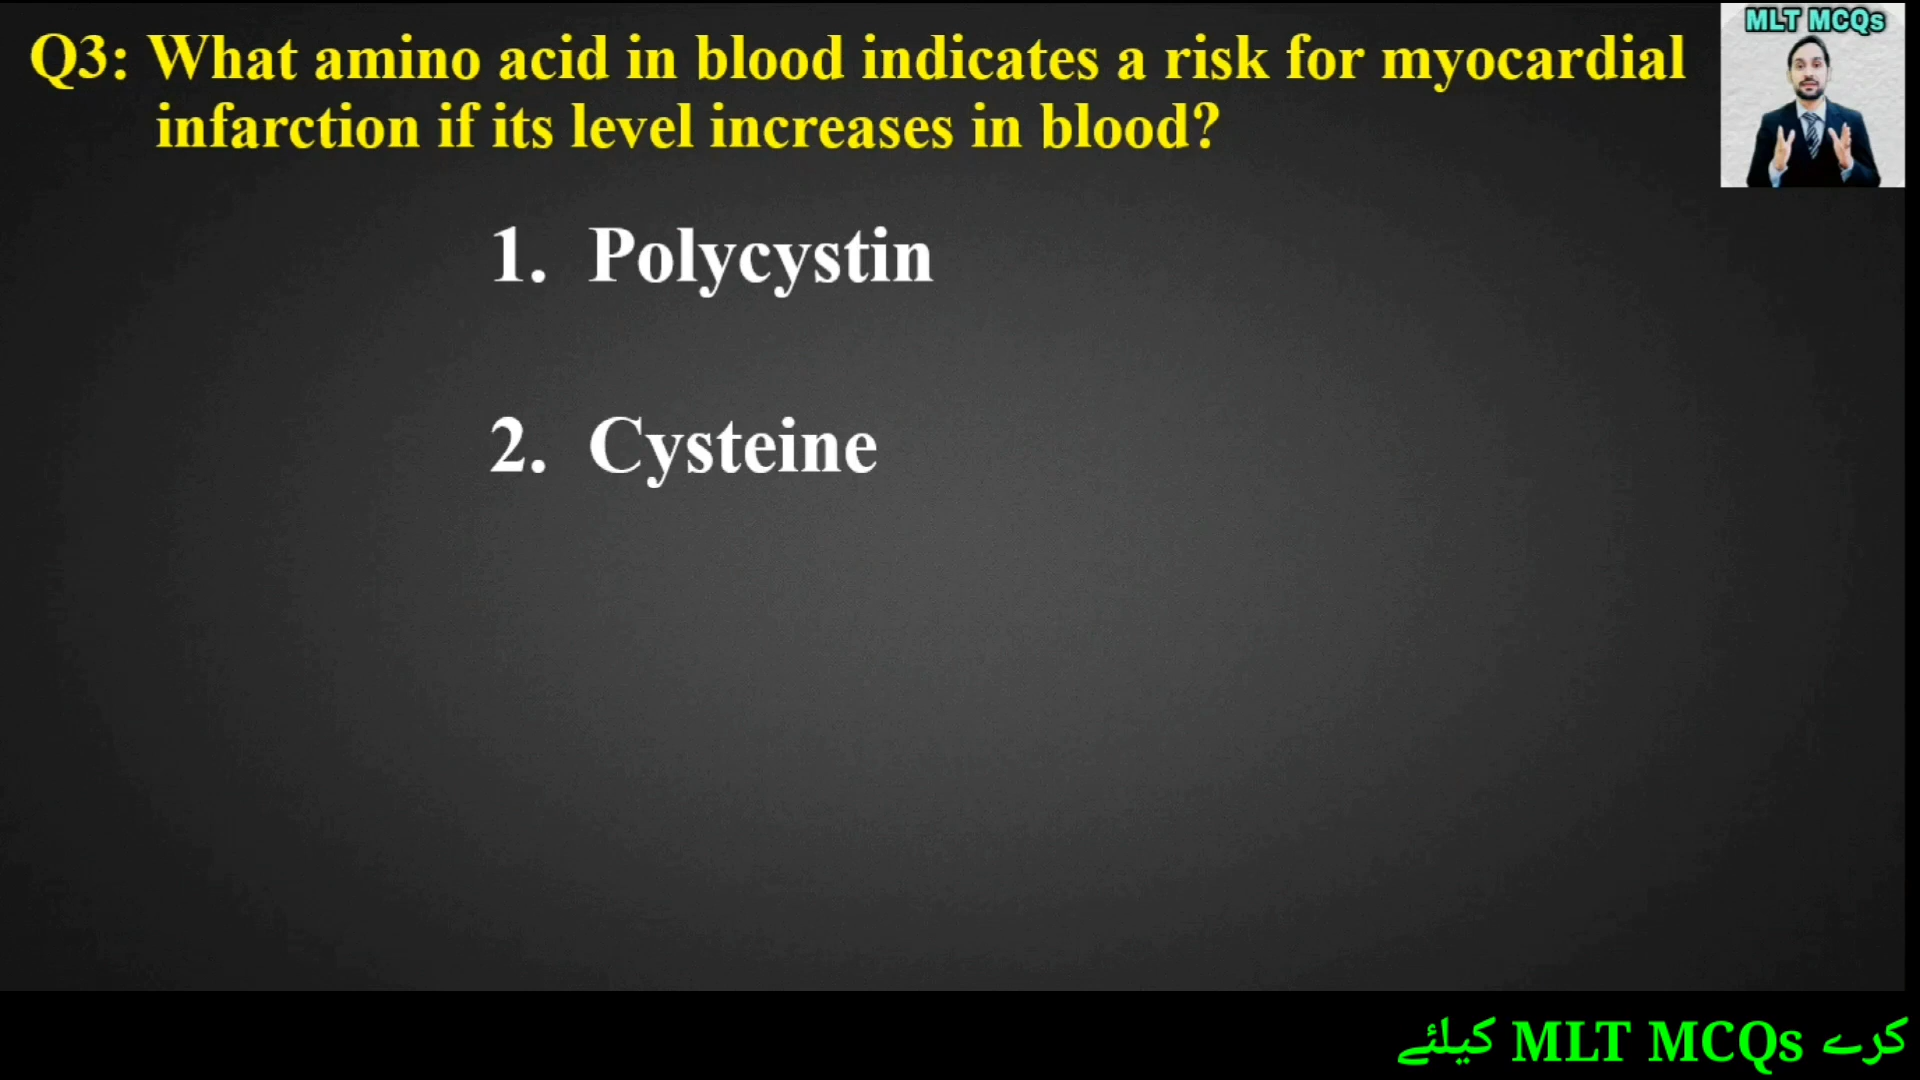 Q3: What amino acid in blood indicates a risk for myocardial
infarction if its level increases in blood?
MLT MCQs
1. Polycystin
2. Cysteine
کرے MLT MCQs کیلئے